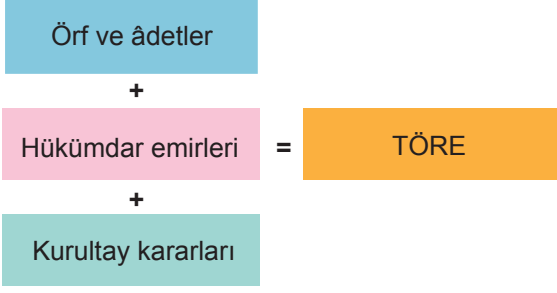 Örf ve âdetler
+
Hükümdar emirleri = TÖRE
+
Kurultay kararları